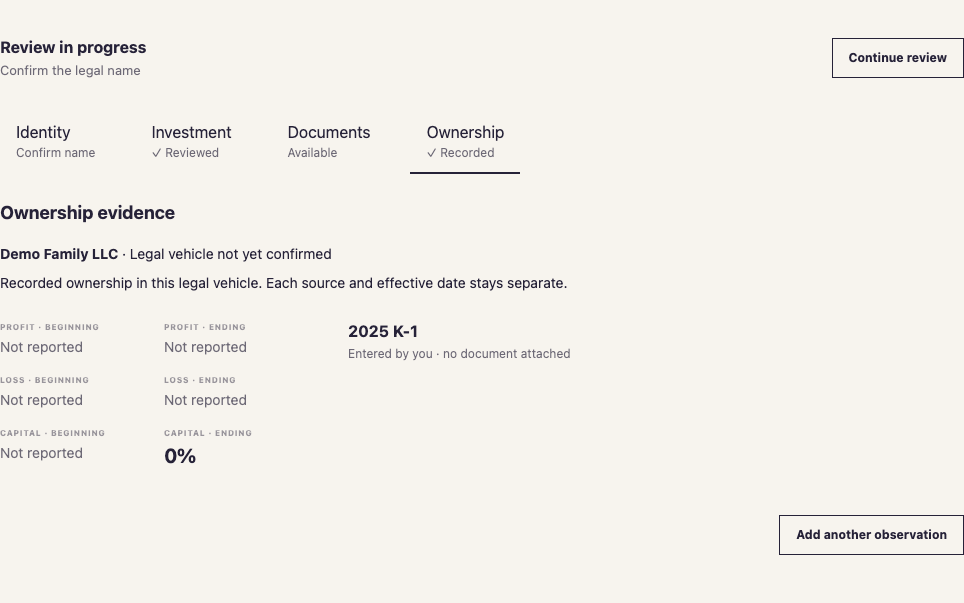 Review in progress
Confirm the legal name
Continue review
Identity
Confirm name
Investment
✓ Reviewed
Documents
Available
Ownership
✓ Recorded
Ownership evidence
Demo Family LLC · Legal vehicle not yet confirmed
Recorded ownership in this legal vehicle. Each source and effective date stays separate.
PROFIT · BEGINNING
Not reported
PROFIT · ENDING
Not reported
LOSS · BEGINNING
Not reported
LOSS · ENDING
Not reported
CAPITAL · BEGINNING
Not reported
CAPITAL · ENDING
0%
2025 K-1
Entered by you · no document attached
Add another observation